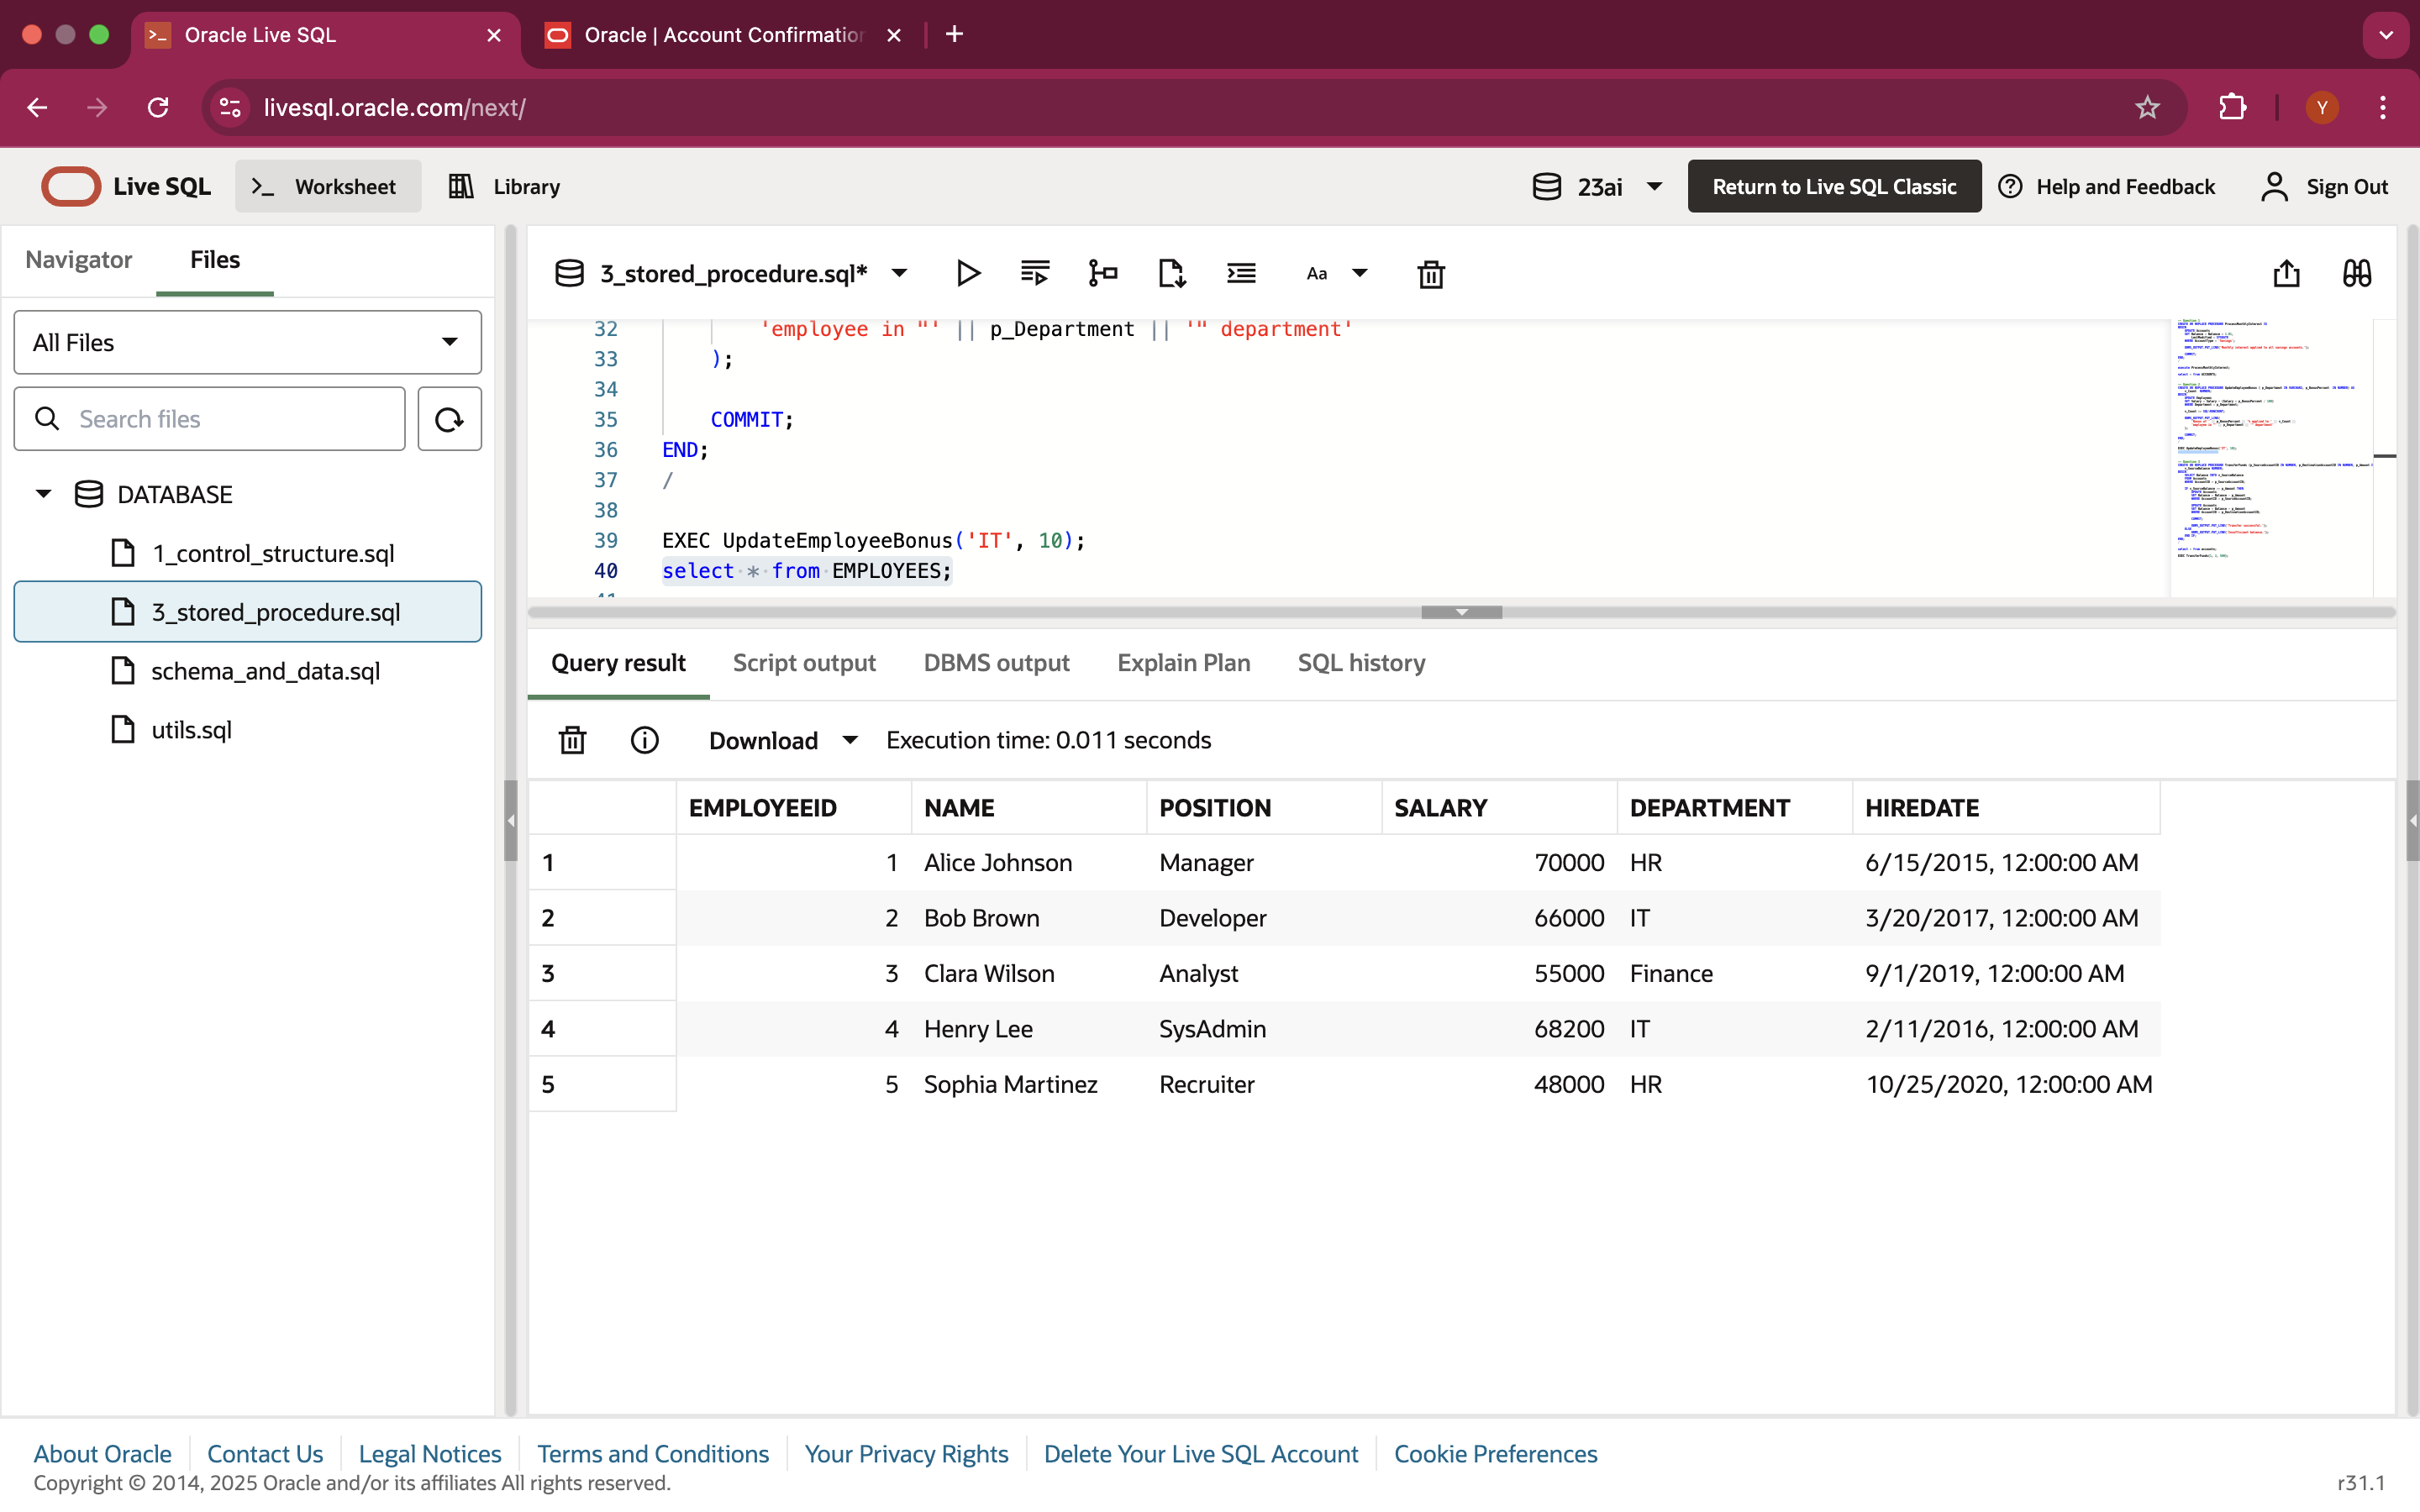 Oracle Live SQL
Oracle | Account Confirmation
livesql.oracle.com/next/
Y
Live SQL
Worksheet
Library
23ai
Return to Live SQL Classic
Help and Feedback
Sign Out
Navigator
Files
All Files
Search files
DATABASE
1_control_structure.sql
3_stored_procedure.sql
schema_and_data.sql
utils.sql
3_stored_procedure.sql*
Aa
32 'employee in "' || p_Department || '" department'
33 );
34
35 COMMIT;
36 END;
37 /
38
39 EXEC UpdateEmployeeBonus('IT', 10);
40 select * from EMPLOYEES;
41
Query result Script output DBMS output Explain Plan SQL history
Download Execution time: 0.011 seconds
EMPLOYEEID NAME POSITION SALARY DEPARTMENT HIREDATE
1 1 Alice Johnson Manager 70000 HR 6/15/2015, 12:00:00 AM
2 2 Bob Brown Developer 66000 IT 3/20/2017, 12:00:00 AM
3 3 Clara Wilson Analyst 55000 Finance 9/1/2019, 12:00:00 AM
4 4 Henry Lee SysAdmin 68200 IT 2/11/2016, 12:00:00 AM
5 5 Sophia Martinez Recruiter 48000 HR 10/25/2020, 12:00:00 AM
About Oracle Contact Us Legal Notices Terms and Conditions Your Privacy Rights Delete Your Live SQL Account Cookie Preferences
Copyright © 2014, 2025 Oracle and/or its affiliates All rights reserved.
r31.1